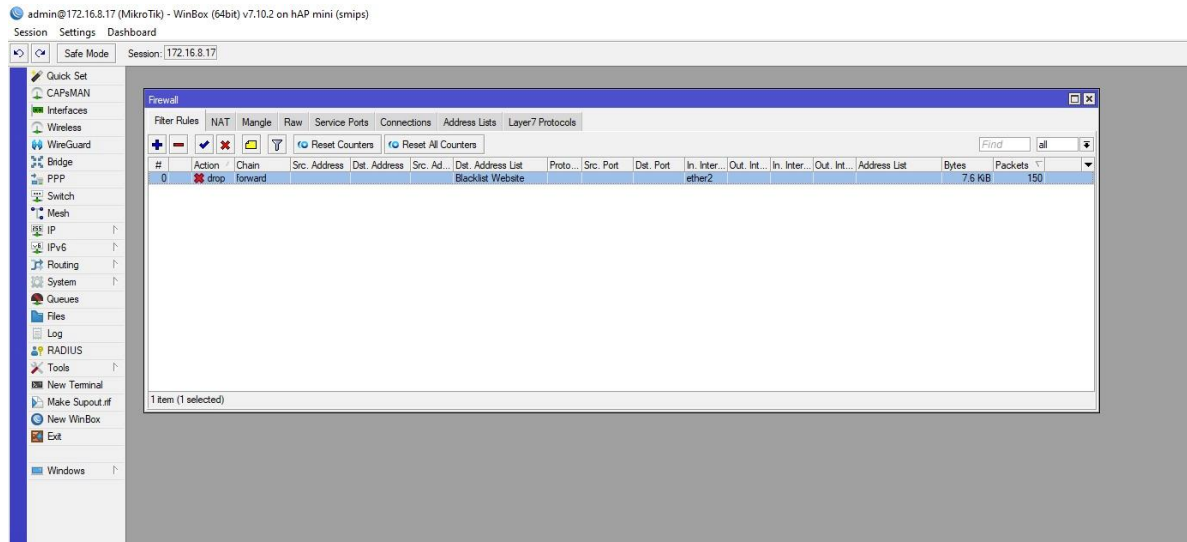 admin@172.16.8.17 (MikroTik) - WinBox (64bit) v7.10.2 on hAP mini (smips)
Session Settings Dashboard
Safe Mode Session: 172.16.8.17
Quick Set
CAPsMAN
Interfaces
Wireless
WireGuard
Bridge
PPP
Switch
Mesh
IP
IPv6
Routing
System
Queues
Files
Log
RADIUS
Tools
New Terminal
Make Supout.rif
New WinBox
Exit
Windows
Firewall
Filter Rules NAT Mangle Raw Service Ports Connections Address Lists Layer7 Protocols
Reset Counters Reset All Counters Find all
# Action Chain Src. Address Dst. Address Src. Ad... Dst. Address List Proto... Src. Port Dst. Port In. Inter... Out. Int... In. Inter... Out. Int... Address List Bytes Packets
0 drop forward Blacklist Website ether2 7.6 KiB 150
1 item (1 selected)